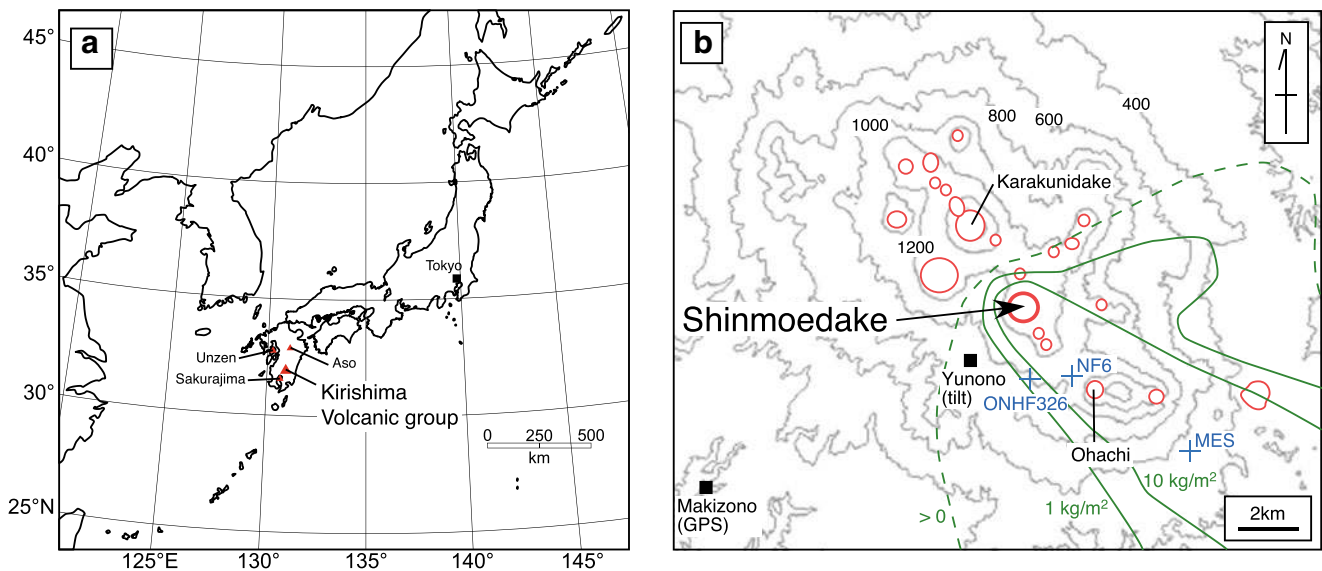 a
45°
40°
35°
30°
25°N
125°E
130°
135°
140°
145°
Tokyo
Unzen
Aso
Sakurajima
Kirishima
Volcanic group
0 250 500
km
b
N
400
800
600
1000
Karakunidake
1200
Shinmoedake
Yunono
(tilt)
NF6
ONHF326
Ohachi
MES
Makizono
(GPS)
> 0
1 kg/m²
10 kg/m²
2km